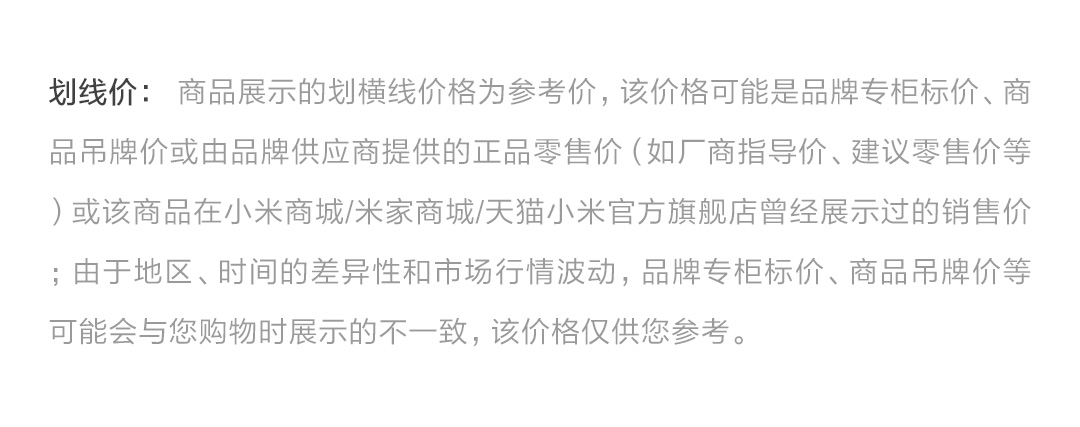 划线价： 商品展示的划横线价格为参考价，该价格可能是品牌专柜标价、商
品吊牌价或由品牌供应商提供的正品零售价（如厂商指导价、建议零售价等
）或该商品在小米商城/米家商城/天猫小米官方旗舰店曾经展示过的销售价
；由于地区、时间的差异性和市场行情波动，品牌专柜标价、商品吊牌价等
可能会与您购物时展示的不一致，该价格仅供您参考。